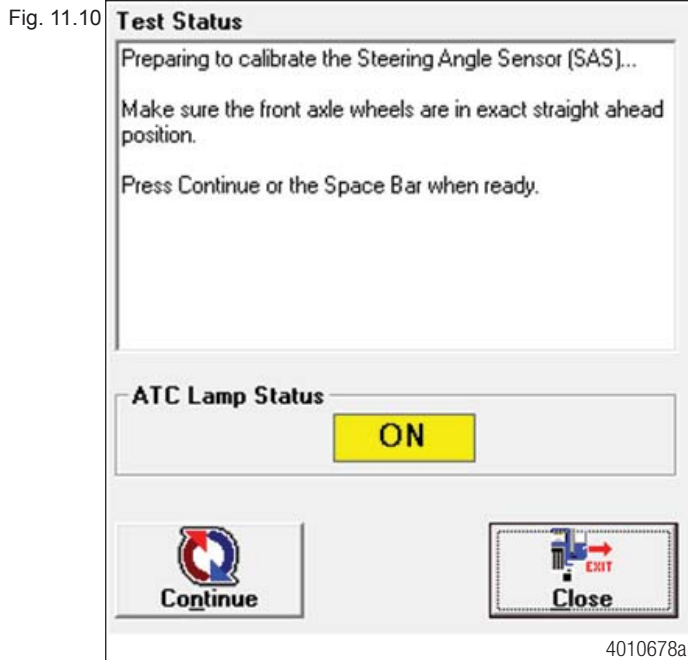 Fig. 11.10
Test Status
Preparing to calibrate the Steering Angle Sensor (SAS)...
Make sure the front axle wheels are in exact straight ahead
position.
Press Continue or the Space Bar when ready.
ATC Lamp Status
ON
EXIT
Continue
Close
4010678a